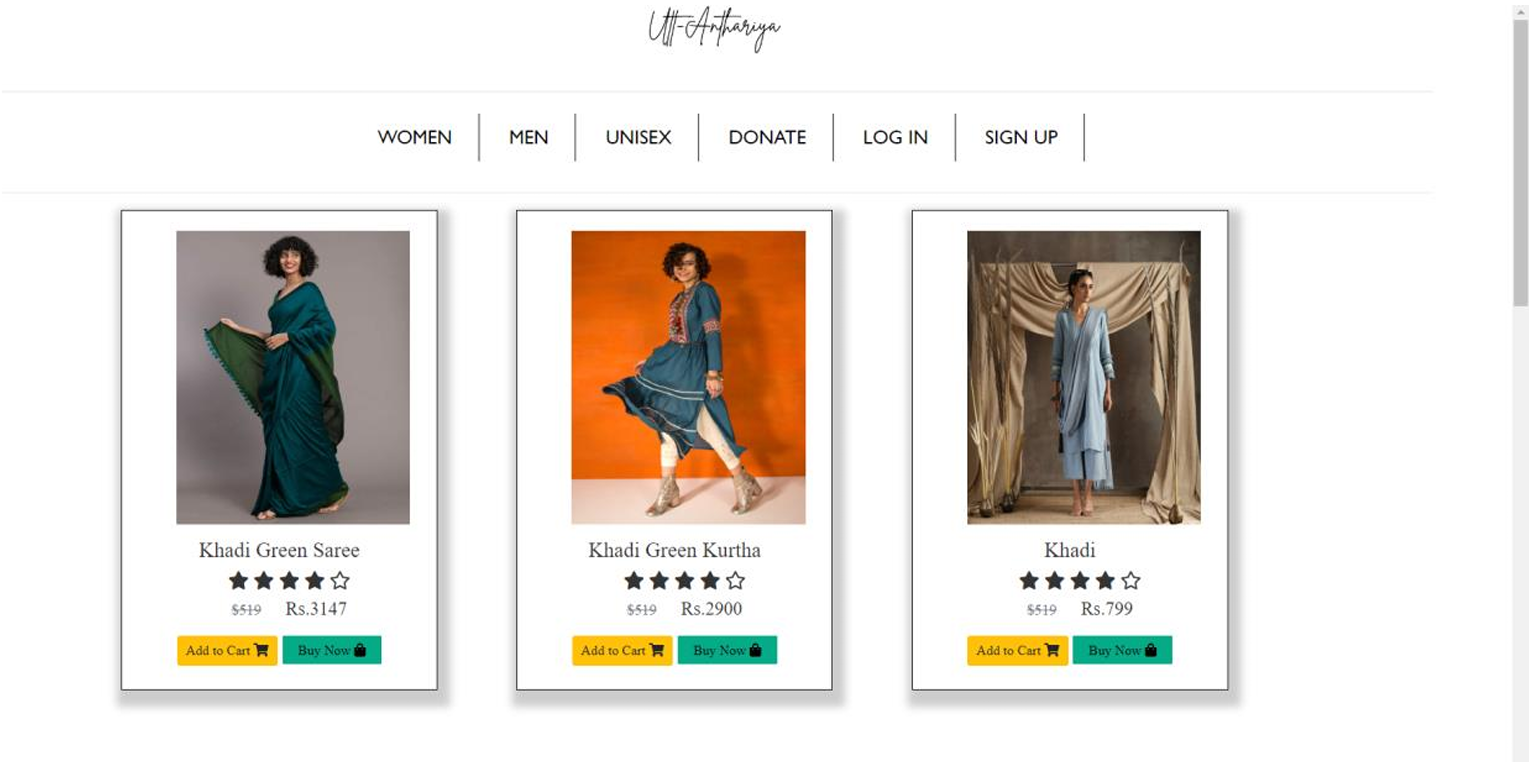 Utt-Anthariya
WOMEN MEN UNISEX DONATE LOG IN SIGN UP
Khadi Green Saree
$519 Rs.3147
Add to Cart Buy Now
Khadi Green Kurtha
$519 Rs.2900
Add to Cart Buy Now
Khadi
$519 Rs.799
Add to Cart Buy Now